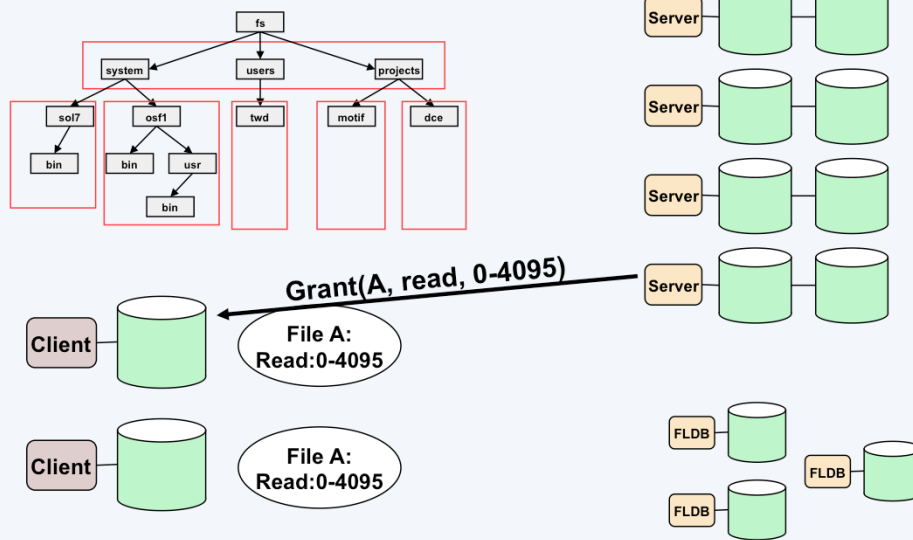 fs
system
users
projects
sol7
osf1
twd
motif
dce
bin
bin
usr
bin
Server
Server
Server
Server
Grant(A, read, 0-4095)
Client
File A:
Read:0-4095
Client
File A:
Read:0-4095
FLDB
FLDB
FLDB